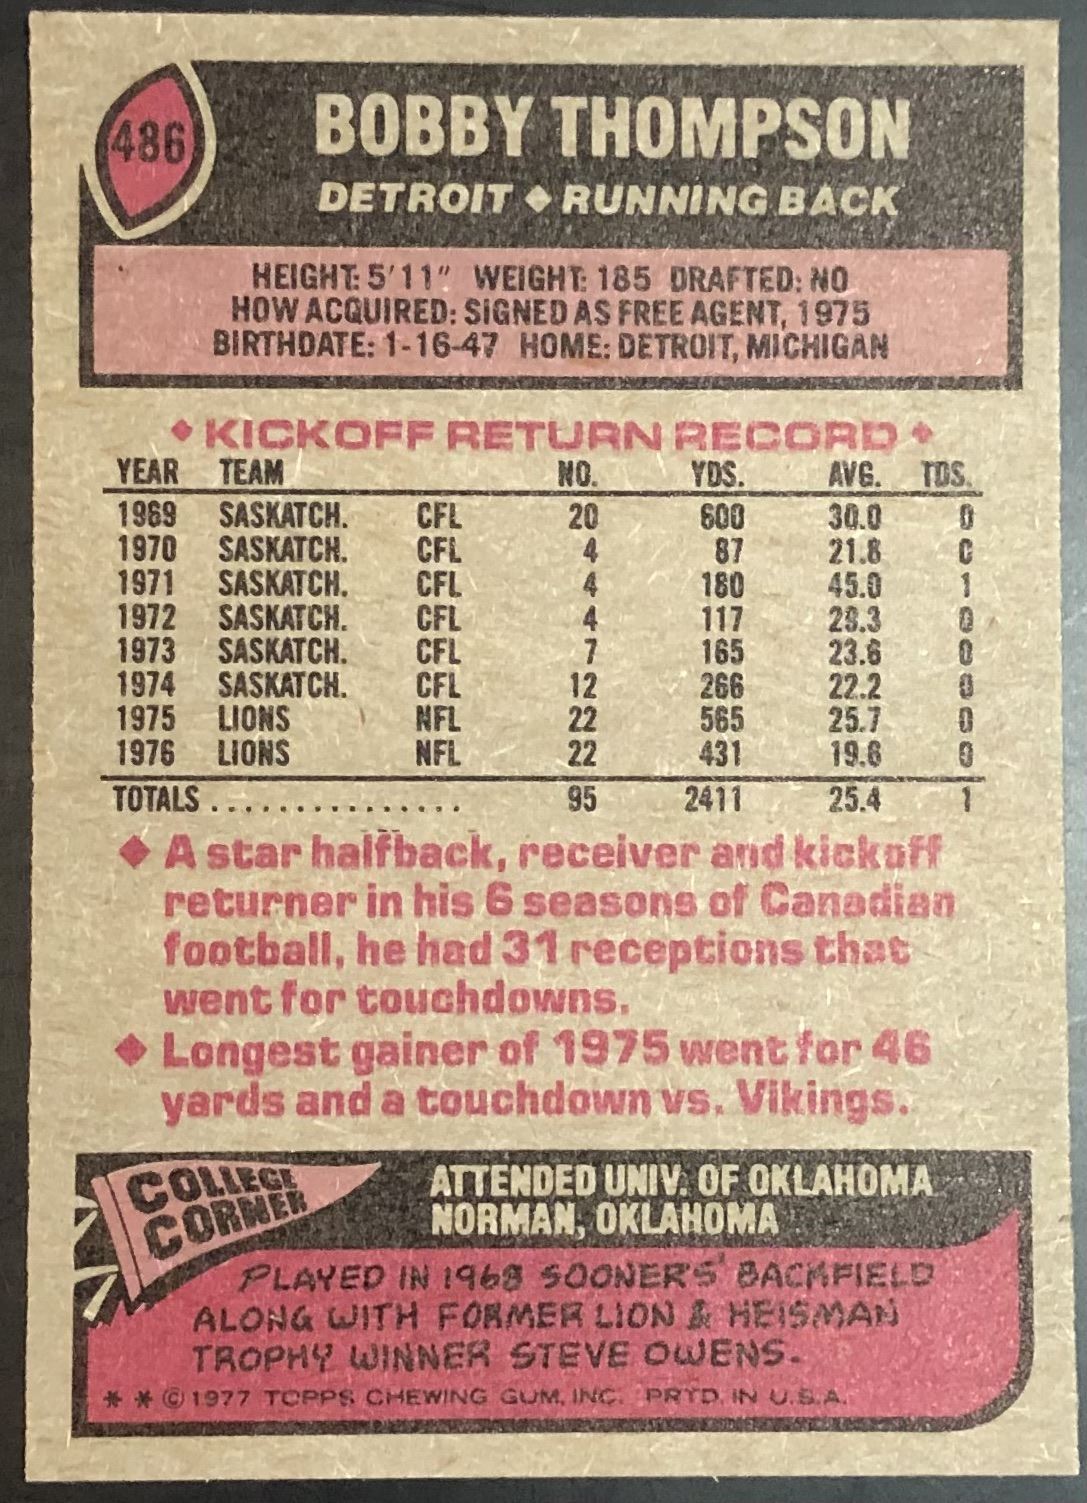 486
BOBBY THOMPSON
DETROIT ◆ RUNNING BACK
HEIGHT: 5'11" WEIGHT: 185 DRAFTED: NO
HOW ACQUIRED: SIGNED AS FREE AGENT, 1975
BIRTHDATE: 1-16-47 HOME: DETROIT, MICHIGAN
◆ KICKOFF RETURN RECORD ◆
YEAR TEAM NO. YDS. AVG. TDS.
1969 SASKATCH. CFL 20 600 30.0 0
1970 SASKATCH. CFL 4 87 21.8 0
1971 SASKATCH. CFL 4 180 45.0 1
1972 SASKATCH. CFL 4 117 29.3 0
1973 SASKATCH. CFL 7 165 23.6 0
1974 SASKATCH. CFL 12 266 22.2 0
1975 LIONS NFL 22 565 25.7 0
1976 LIONS NFL 22 431 19.6 0
TOTALS ............... 95 2411 25.4 1
◆ A star halfback, receiver and kickoff
returner in his 6 seasons of Canadian
football, he had 31 receptions that
went for touchdowns.
◆ Longest gainer of 1975 went for 46
yards and a touchdown vs. Vikings.
COLLEGE
CORNER
ATTENDED UNIV. OF OKLAHOMA
NORMAN, OKLAHOMA
PLAYED IN 1968 SOONERS' BACKFIELD
ALONG WITH FORMER LION & HEISMAN
TROPHY WINNER STEVE OWENS.
* * © 1977 TOPPS CHEWING GUM, INC. PRTD. IN U.S.A.